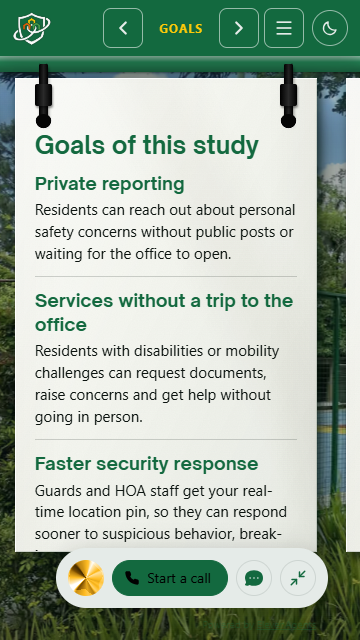 GOALS
Goals of this study
Private reporting
Residents can reach out about personal
safety concerns without public posts or
waiting for the office to open.
Services without a trip to the
office
Residents with disabilities or mobility
challenges can request documents,
raise concerns and get help without
going in person.
Faster security response
Guards and HOA staff get your real-
time location pin, so they can respond
sooner to suspicious behavior, break-
Start a call